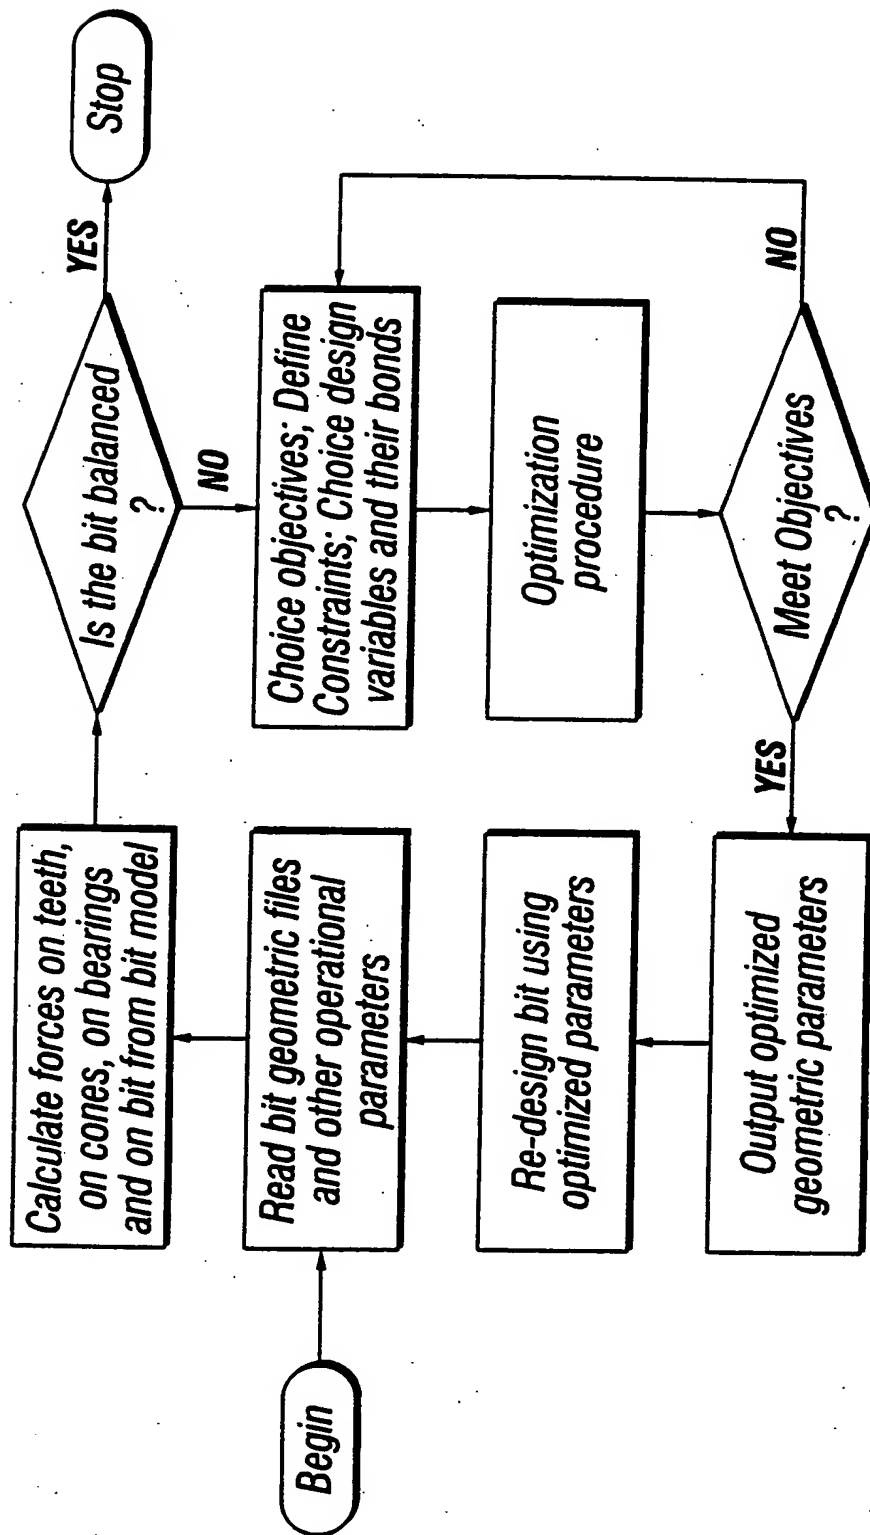 Begin
Read bit geometric files
and other operational
parameters
Calculate forces on teeth,
on cones, on bearings
and on bit from bit model
Is the bit balanced
?
YES
Stop
NO
Choice objectives; Define
Constraints; Choice design
variables and their bonds
Optimization
procedure
Meet Objectives
?
NO
YES
Output optimized
geometric parameters
Re-design bit using
optimized parameters